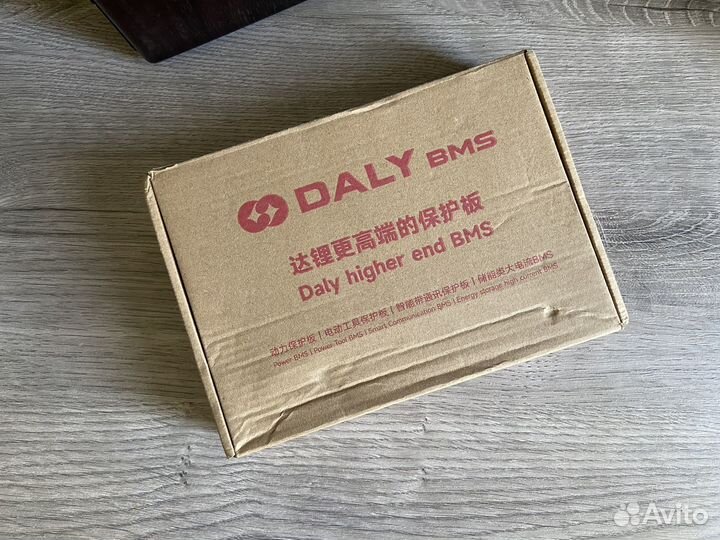 DALY BMS
达锂更高端的保护板
Daly higher end BMS
动力保护板 | 电动工具保护板 | 智能带通讯保护板 | 储能类大电流BMS
Power BMS | Power Tool BMS | Smart Communication BMS | Energy storage high current BMS
Avito